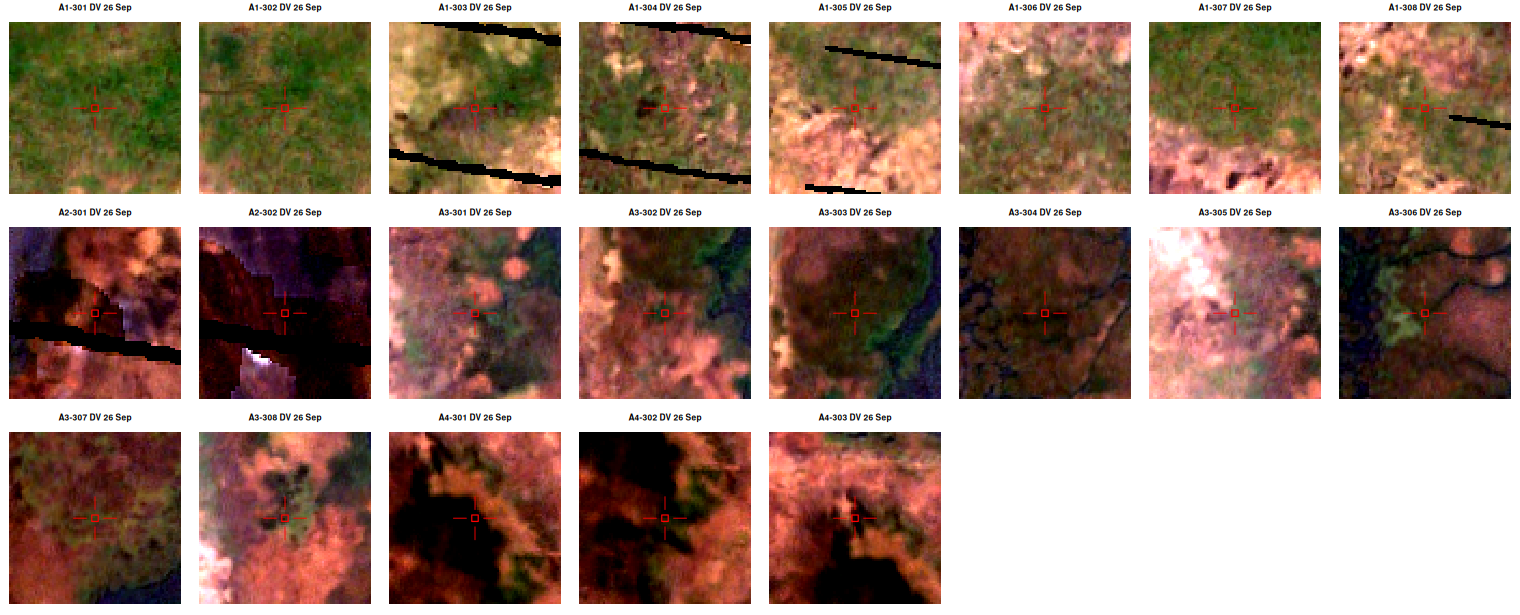 A1-301 DV 26 Sep
A1-302 DV 26 Sep
A1-303 DV 26 Sep
A1-304 DV 26 Sep
A1-305 DV 26 Sep
A1-306 DV 26 Sep
A1-307 DV 26 Sep
A1-308 DV 26 Sep
A2-301 DV 26 Sep
A2-302 DV 26 Sep
A3-301 DV 26 Sep
A3-302 DV 26 Sep
A3-303 DV 26 Sep
A3-304 DV 26 Sep
A3-305 DV 26 Sep
A3-306 DV 26 Sep
A3-307 DV 26 Sep
A3-308 DV 26 Sep
A4-301 DV 26 Sep
A4-302 DV 26 Sep
A4-303 DV 26 Sep